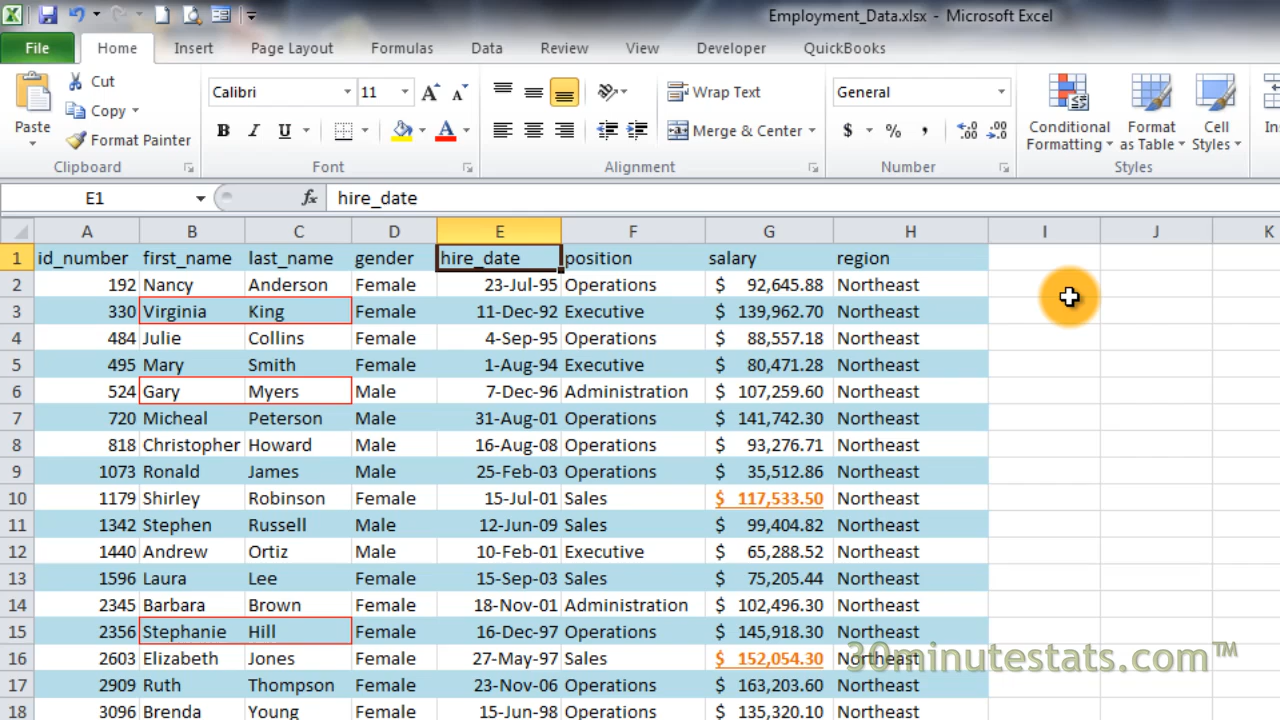 Employment_Data.xlsx - Microsoft Excel
File Home Insert Page Layout Formulas Data Review View Developer QuickBooks
Paste Cut Copy Format Painter Clipboard
Calibri 11 A A B I U A Font
Wrap Text Merge & Center Alignment
General $ % , .00 .00 Number
Conditional Formatting Format as Table Cell Styles Styles
E1 fx hire_date
A B C D E F G H I J K
1 id_number first_name last_name gender hire_date position salary region
2 192 Nancy Anderson Female 23-Jul-95 Operations $ 92,645.88 Northeast
3 330 Virginia King Female 11-Dec-92 Executive $ 139,962.70 Northeast
4 484 Julie Collins Female 4-Sep-95 Operations $ 88,557.18 Northeast
5 495 Mary Smith Female 1-Aug-94 Executive $ 80,471.28 Northeast
6 524 Gary Myers Male 7-Dec-96 Administration $ 107,259.60 Northeast
7 720 Micheal Peterson Male 31-Aug-01 Operations $ 141,742.30 Northeast
8 818 Christopher Howard Male 16-Aug-08 Operations $ 93,276.71 Northeast
9 1073 Ronald James Male 25-Feb-03 Operations $ 35,512.86 Northeast
10 1179 Shirley Robinson Female 15-Jul-01 Sales $ 117,533.50 Northeast
11 1342 Stephen Russell Male 12-Jun-09 Sales $ 99,404.82 Northeast
12 1440 Andrew Ortiz Male 10-Feb-01 Executive $ 65,288.52 Northeast
13 1596 Laura Lee Female 15-Sep-03 Sales $ 75,205.44 Northeast
14 2345 Barbara Brown Female 18-Nov-01 Administration $ 102,496.30 Northeast
15 2356 Stephanie Hill Female 16-Dec-97 Operations $ 145,918.30 Northeast
16 2603 Elizabeth Jones Female 27-May-97 Sales $ 152,054.30 Northeast
30minutestats.com™
17 2909 Ruth Thompson Female 23-Nov-06 Operations $ 163,203.60 Northeast
18 3096 Brenda Young Female 15-Jun-98 Operations $ 135,320.10 Northeast